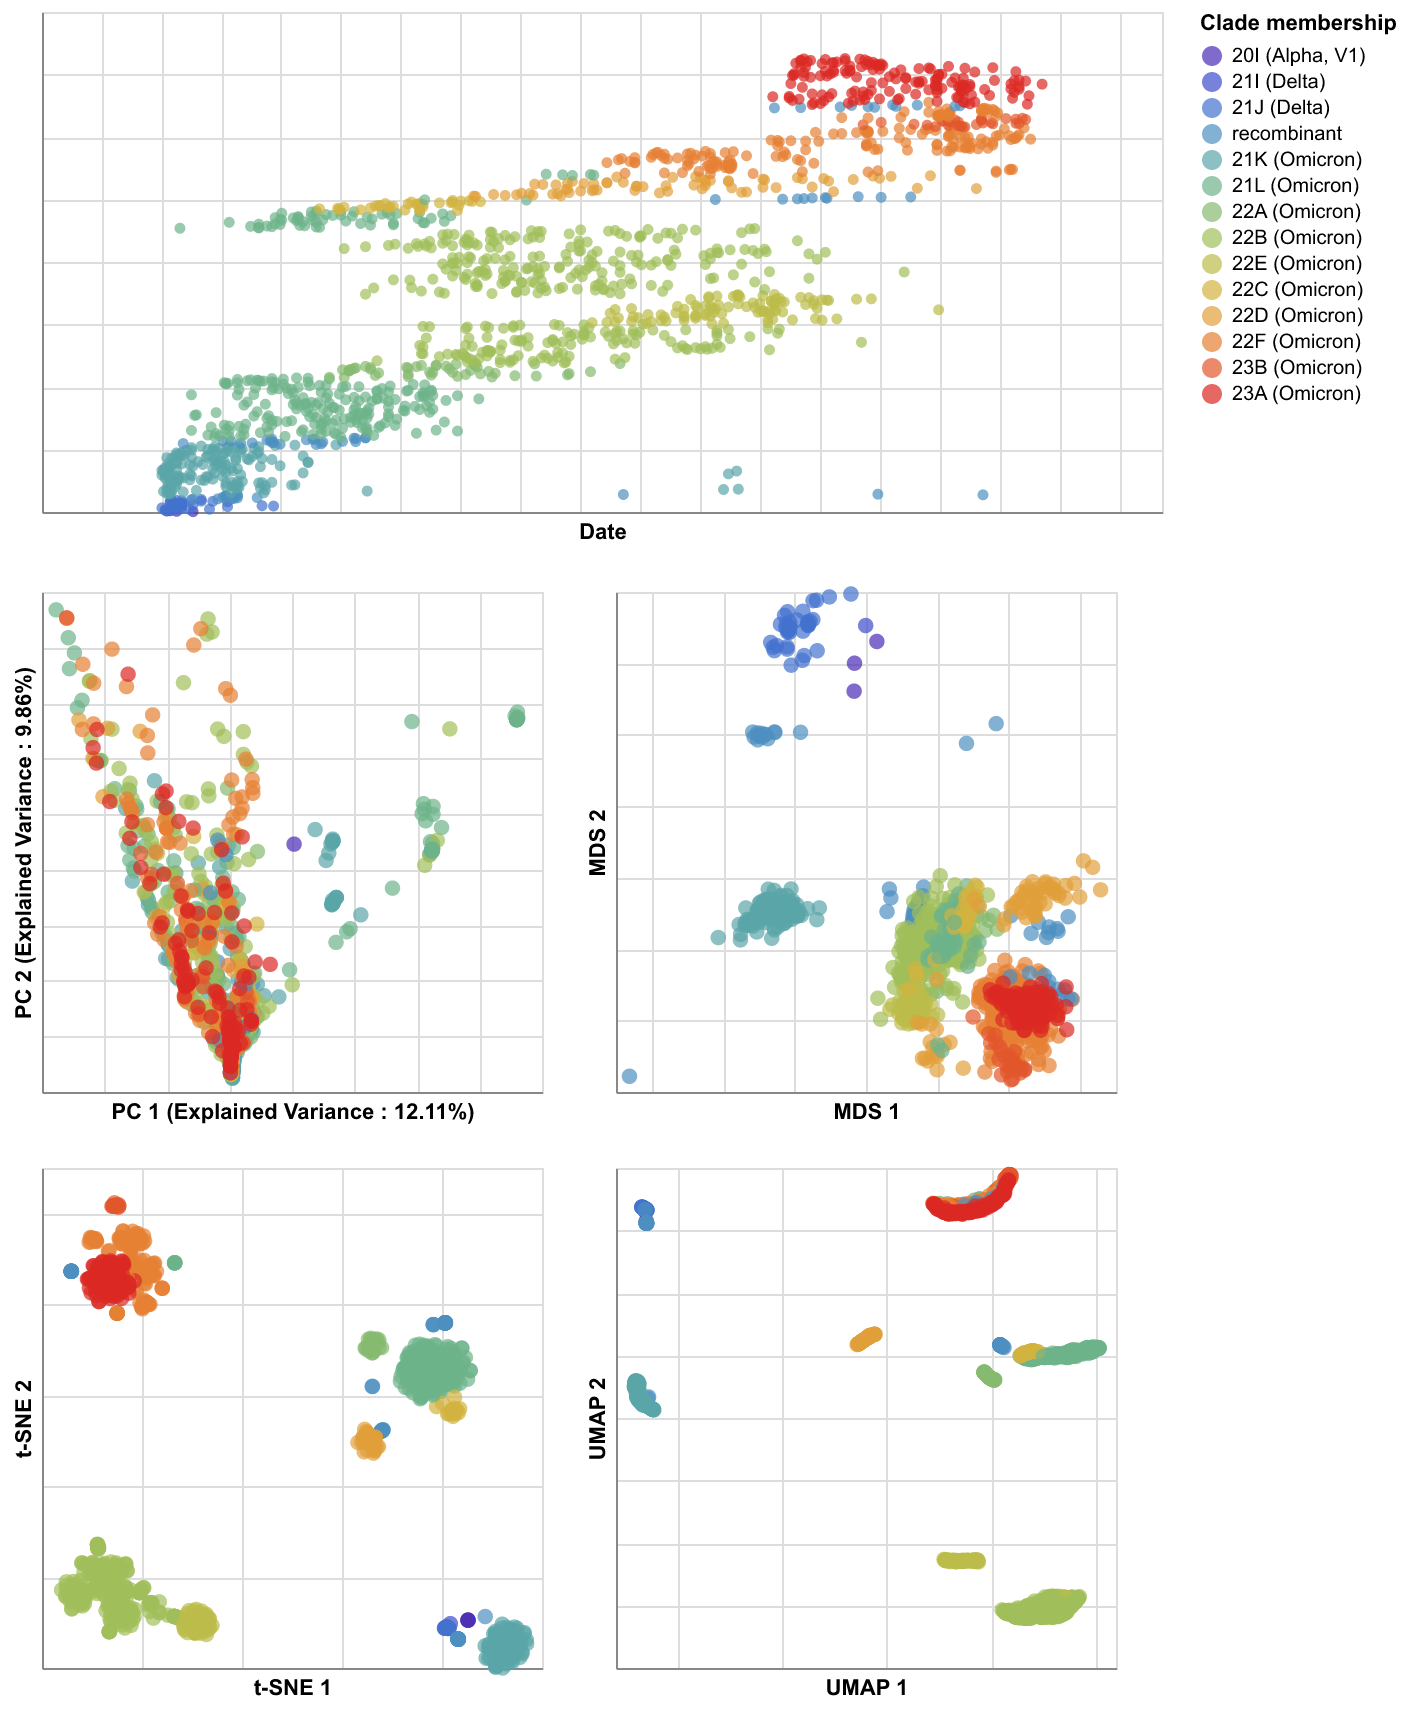 Clade membership
20I (Alpha, V1)
21I (Delta)
21J (Delta)
recombinant
21K (Omicron)
21L (Omicron)
22A (Omicron)
22B (Omicron)
22E (Omicron)
22C (Omicron)
22D (Omicron)
22F (Omicron)
23B (Omicron)
23A (Omicron)
Date
PC 2 (Explained Variance : 9.86%)
PC 1 (Explained Variance : 12.11%)
MDS 2
MDS 1
t-SNE 2
t-SNE 1
UMAP 2
UMAP 1